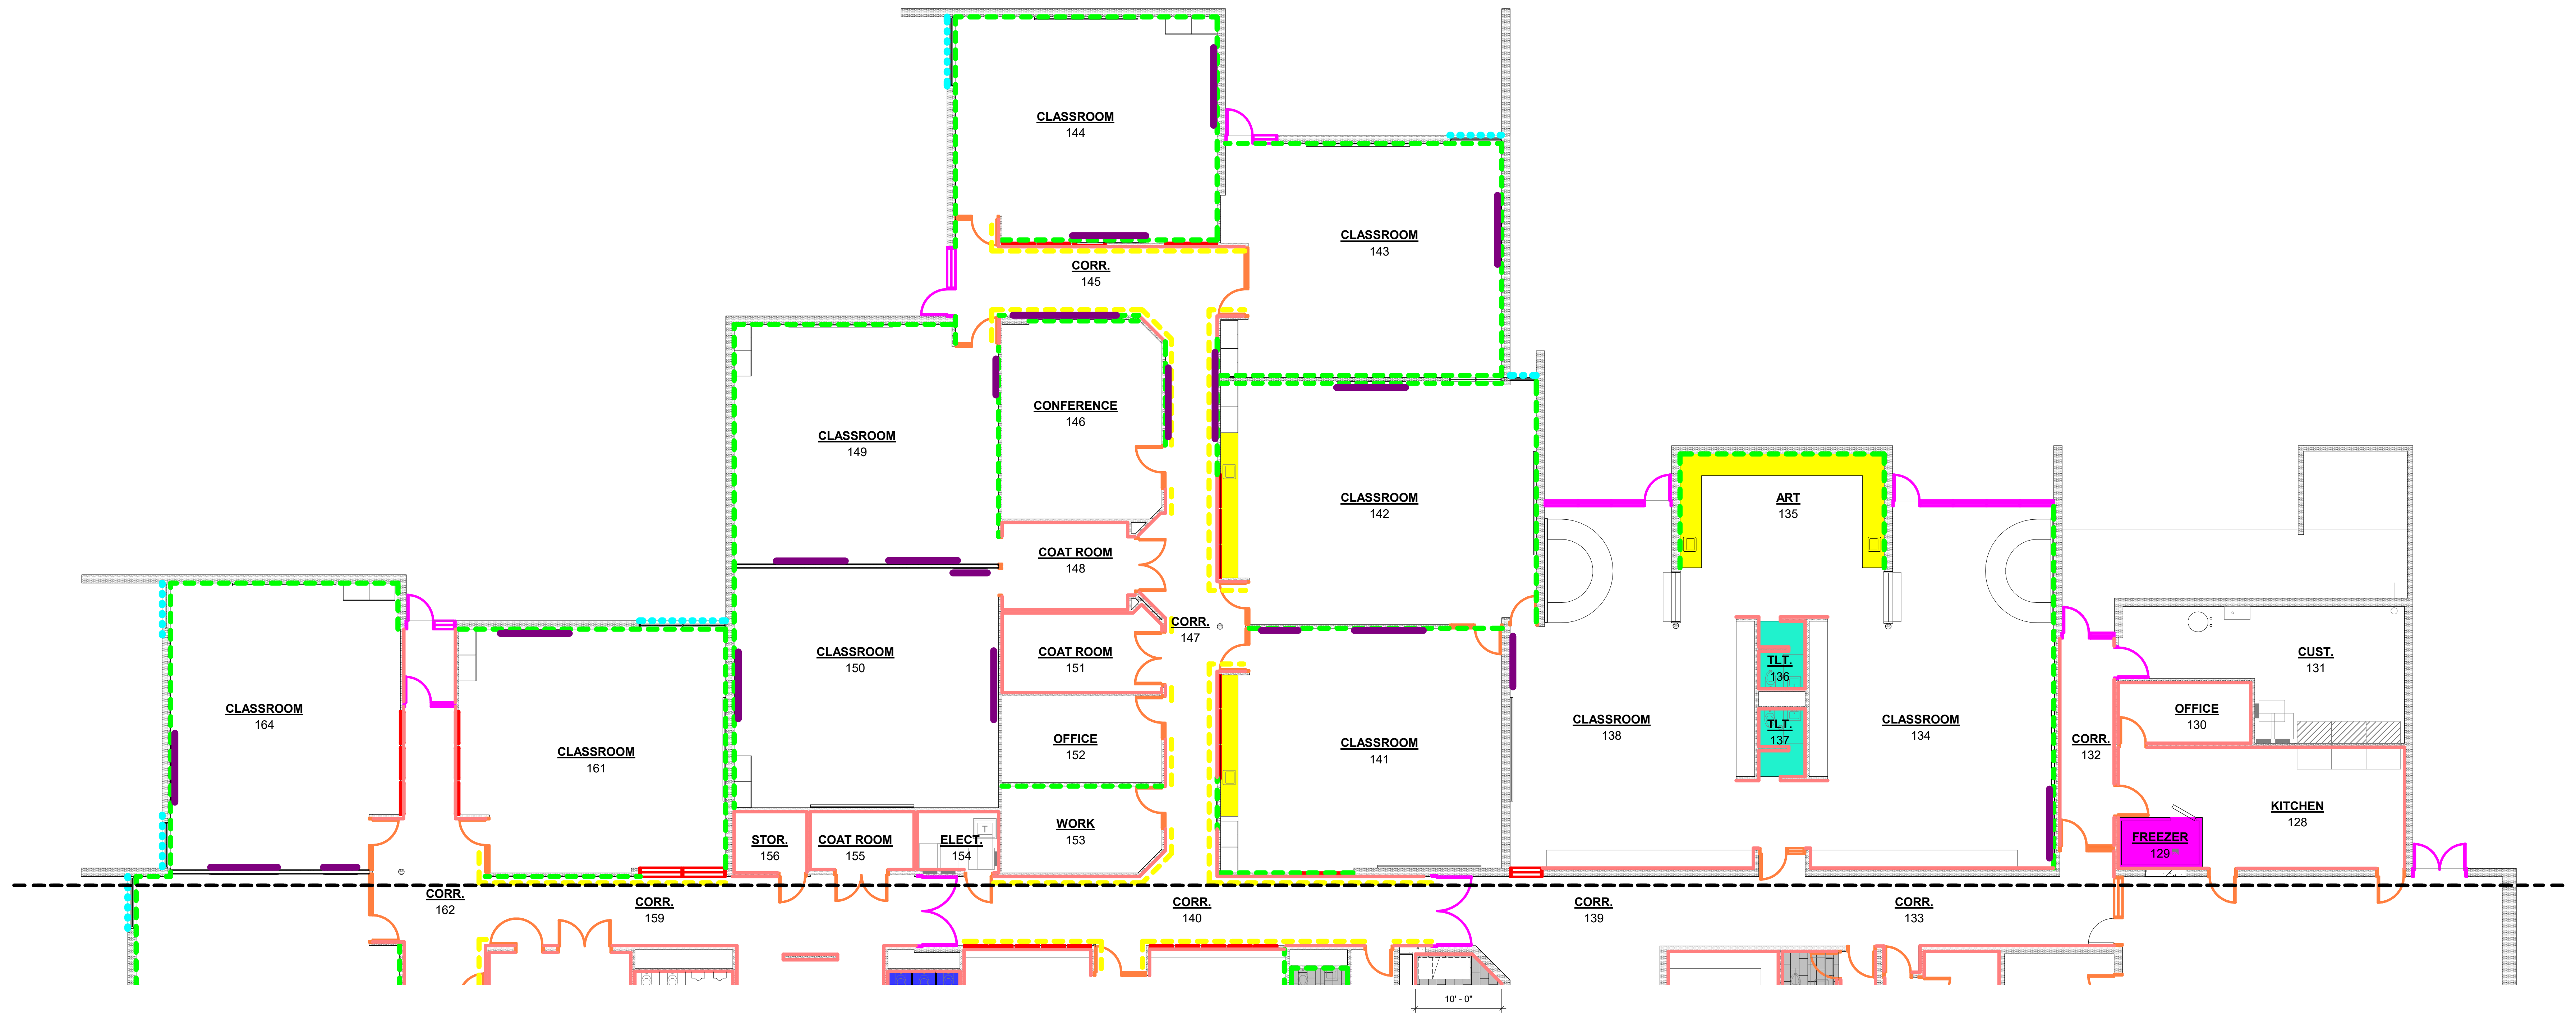 CLASSROOM
144
CLASSROOM
143
CORR.
145
CONFERENCE
146
CLASSROOM
149
CLASSROOM
142
ART
135
COAT ROOM
148
CORR.
147
COAT ROOM
151
CLASSROOM
150
CUST.
131
TLT.
136
CLASSROOM
164
OFFICE
130
CLASSROOM
138
TLT.
137
CLASSROOM
134
OFFICE
152
CORR.
132
CLASSROOM
141
CLASSROOM
161
KITCHEN
128
WORK
153
T
STOR.
156
COAT ROOM
155
ELECT.
154
FREEZER
129
CORR.
162
CORR.
159
CORR.
140
CORR.
139
CORR.
133
10' - 0"